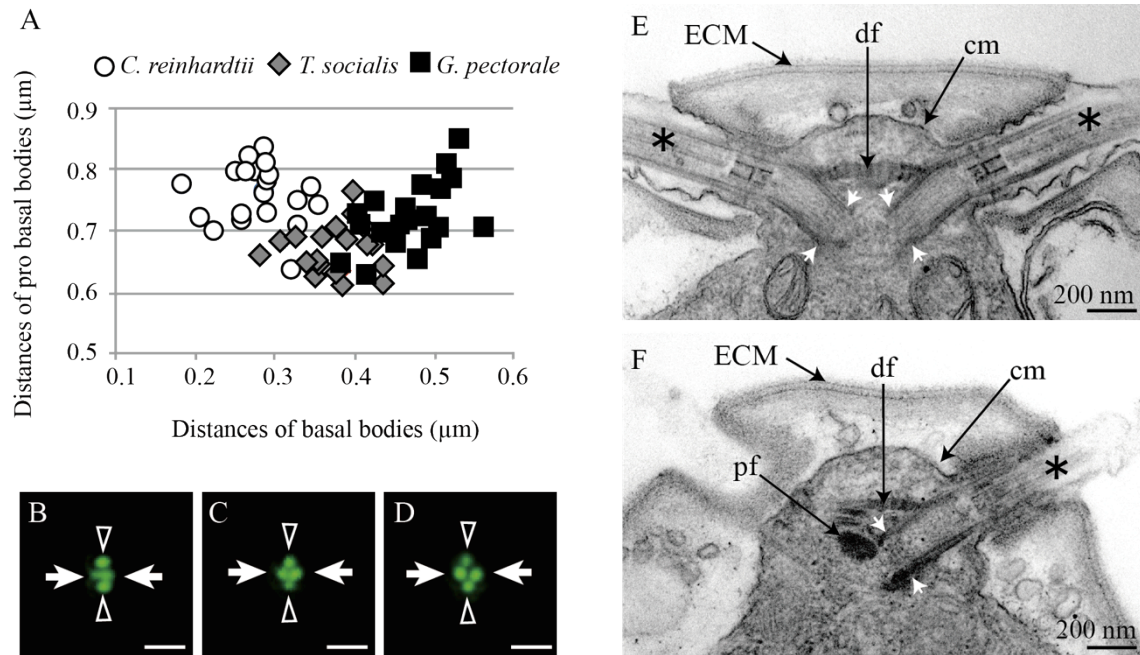 A
C. reinhardtii T. socialis G. pectorale
Distances of pro basal bodies (µm)
0.9
0.8
0.7
0.6
0.5
0.1 0.2 0.3 0.4 0.5 0.6
Distances of basal bodies (µm)
B C D
E
ECM df cm
* *
200 nm
F
ECM df cm
pf *
200 nm